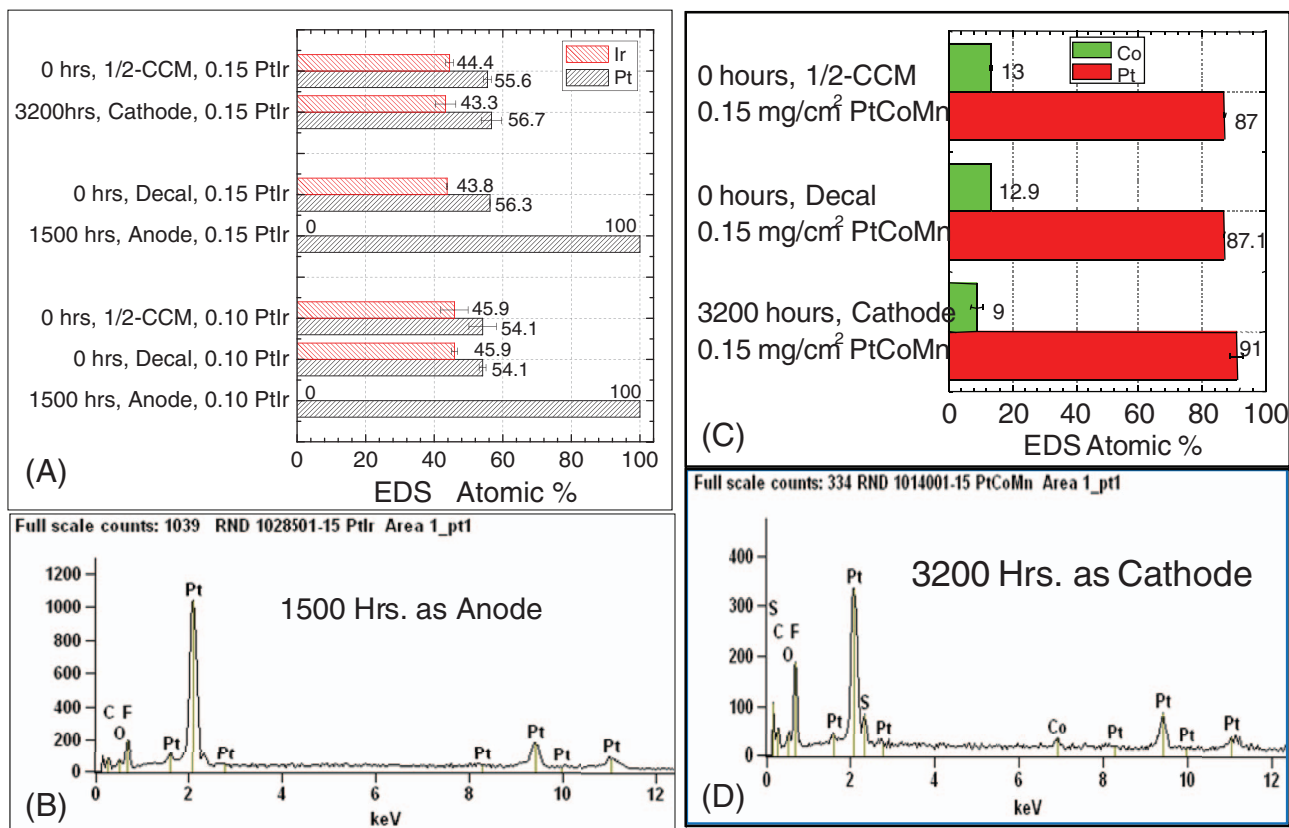 Ir
Pt
0 hrs, 1/2-CCM, 0.15 PtIr
44.4
55.6
3200hrs, Cathode, 0.15 PtIr
43.3
56.7
0 hrs, Decal, 0.15 PtIr
43.8
56.3
1500 hrs, Anode, 0.15 PtIr
0
100
0 hrs, 1/2-CCM, 0.10 PtIr
45.9
54.1
0 hrs, Decal, 0.10 PtIr
45.9
54.1
1500 hrs, Anode, 0.10 PtIr
0
100
0 20 40 60 80 100
(A)
EDS Atomic %
Co
Pt
0 hours, 1/2-CCM
0.15 mg/cm² PtCoMn
13
87
0 hours, Decal
0.15 mg/cm² PtCoMn
12.9
87.1
3200 hours, Cathode
0.15 mg/cm² PtCoMn
9
91
0 20 40 60 80 100
(C)
EDS Atomic %
Full scale counts: 1039 RND 1028501-15 PtIr Area 1_pt1
1200
1000
800
600
400
200
0
1500 Hrs. as Anode
C
O
F
Pt
Pt
Pt
Pt
Pt
Pt
Pt
0 2 4 6 8 10 12
(B)
keV
Full scale counts: 334 RND 1014001-15 PtCoMn Area 1_pt1
400
300
200
100
0
3200 Hrs. as Cathode
S
C
O
F
Pt
Pt
S
Pt
Co
Pt
Pt
Pt
Pt
0 2 4 6 8 10 12
(D)
keV